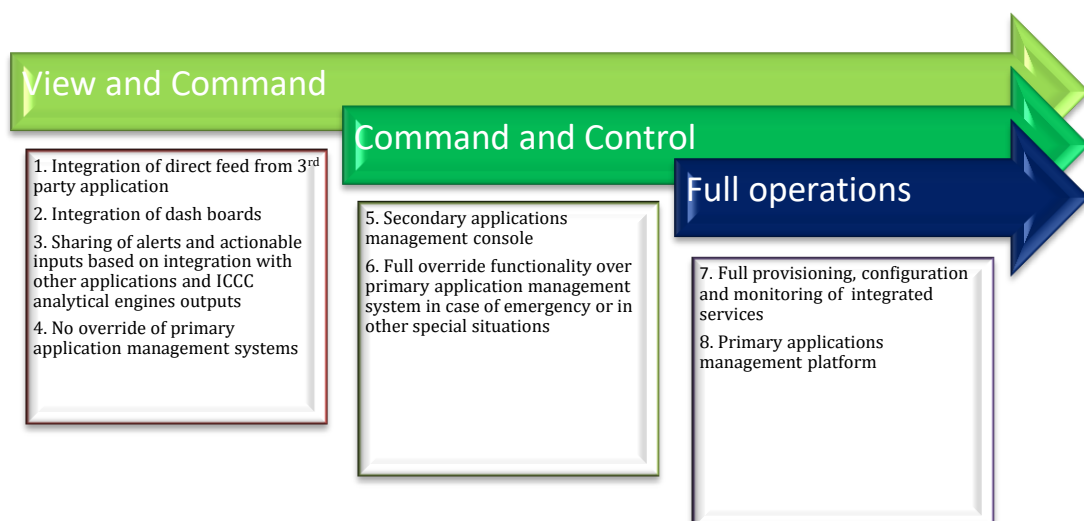 View and Command
1. Integration of direct feed from 3rd
party application
2. Integration of dash boards
3. Sharing of alerts and actionable
inputs based on integration with
other applications and ICCC
analytical engines outputs
4. No override of primary
application management systems
Command and Control
5. Secondary applications
management console
6. Full override functionality over
primary application management
system in case of emergency or in
other special situations
Full operations
7. Full provisioning, configuration
and monitoring of integrated
services
8. Primary applications
management platform